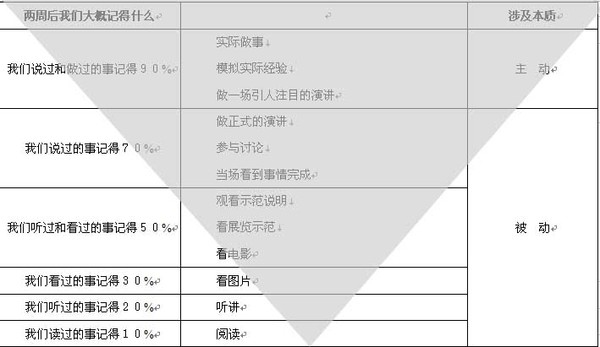 两周后我们大概记得什么
涉及本质
我们说过和做过的事记得９０%
实际做事
模拟实际经验
做一场引人注目的演讲
主　动
我们说过的事记得７０%
做正式的演讲
参与讨论
当场看到事情完成
我们听过和看过的事记得５０%
观看示范说明
看展览示范
看电影
被　动
我们看过的事记得３０%
看图片
我们听过的事记得２０%
听讲
我们读过的事记得１０%
阅读